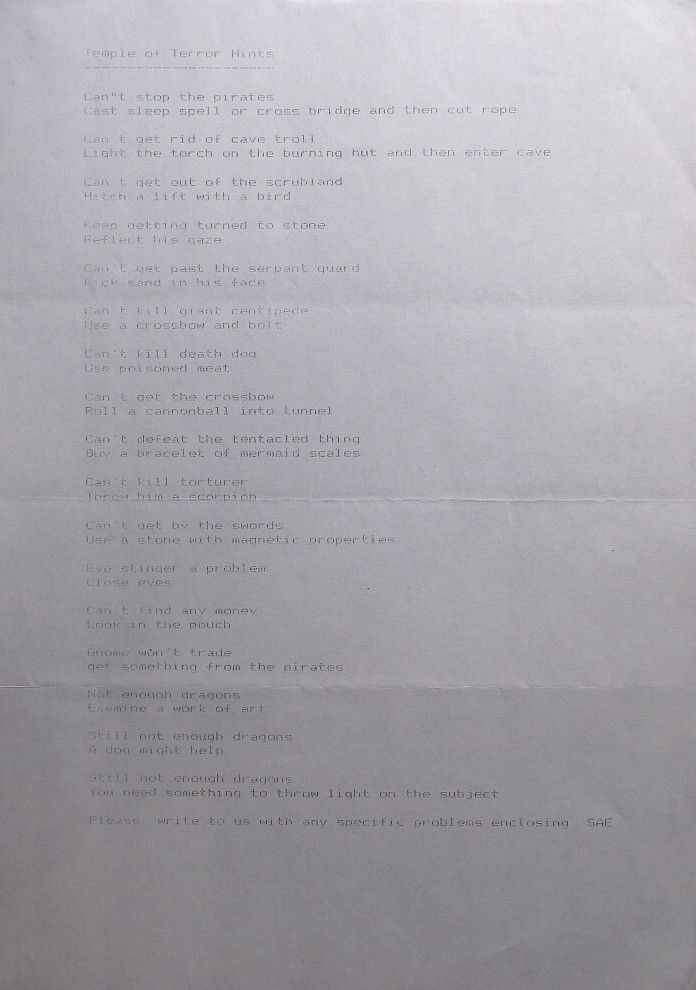 Temple of Terror Hints
Can"t stop the pirates
Cast sleep spell or cross bridge and then cut rope
Can't get rid of cave troll
Light the torch on the burning hut and then enter cave
Can't get out of the scrubland
Hitch a lift with a bird
Keep getting turned to stone
Reflect his gaze
Can't get past the serpant guard
Kick sand in his face
Can't kill giant centipede
Use a crossbow and bolt
Can't kill death dog
Use poisoned meat
Can't get the crossbow
Roll a cannonball into tunnel
Can't defeat the tentacled thing
Buy a bracelet of mermaid scales
Can't kill torturer
Throw him a scorpion
Can't get by the swords
Use a stone with magnetic properties
Eye stinger a problem
Close eyes
Can't find any money
Look in the pouch
Gnome won't trade
get something from the pirates
Not enough dragons
Examine a work of art
Still not enough dragons
A dog might help
Still not enough dragons
You need something to throw light on the subject
Please write to us with any specific problems enclosing SAE